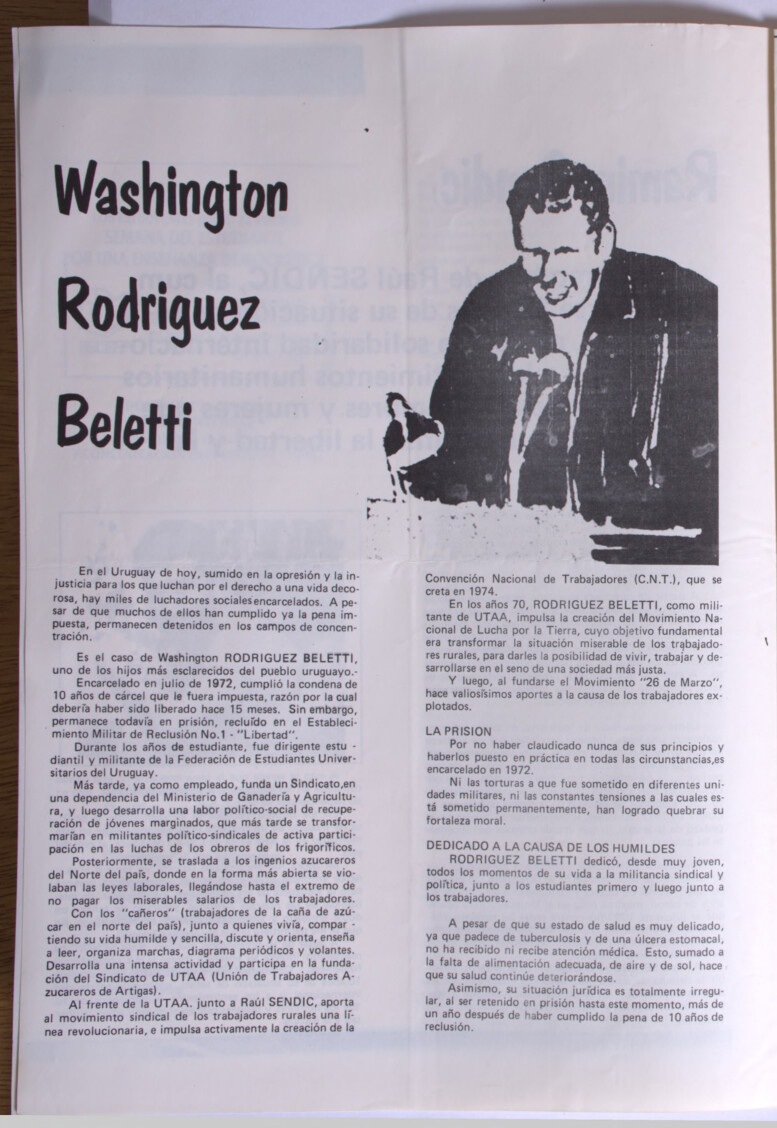 Washington
Rodriguez
Beletti
En el Uruguay de hoy, sumido en la opresión y la in-
justicia para los que luchan por el derecho a una vida deco-
rosa, hay miles de luchadores sociales encarcelados. A pe-
sar de que muchos de ellos han cumplido ya la pena im-
puesta, permanecen detenidos en los campos de concen-
tración.
Es el caso de Washington RODRIGUEZ BELETTI,
uno de los hijos más esclarecidos del pueblo uruguayo.-
Encarcelado en julio de 1972, cumplió la condena de
10 años de cárcel que le fuera impuesta, razón por la cual
debería haber sido liberado hace 15 meses. Sin embargo,
permanece todavía en prisión, recluído en el Estableci-
miento Militar de Reclusión No.1 - "Libertad".
Durante los años de estudiante, fue dirigente estu -
diantil y militante de la Federación de Estudiantes Univer-
sitarios del Uruguay.
Más tarde, ya como empleado, funda un Sindicato,en
una dependencia del Ministerio de Ganadería y Agricultu-
ra, y luego desarrolla una labor político-social de recupe-
ración de jóvenes marginados, que más tarde se transfor-
marían en militantes político-sindicales de activa partici-
pación en las luchas de los obreros de los frigoríficos.
Posteriormente, se traslada a los ingenios azucareros
del Norte del país, donde en la forma más abierta se vio-
laban las leyes laborales, llegándose hasta el extremo de
no pagar los miserables salarios de los trabajadores.
Con los "cañeros" (trabajadores de la caña de azú-
car en el norte del país), junto a quienes vivía, compar -
tiendo su vida humilde y sencilla, discute y orienta, enseña
a leer, organiza marchas, diagrama periódicos y volantes.
Desarrolla una intensa actividad y participa en la funda-
ción del Sindicato de UTAA (Unión de Trabajadores A-
zucareros de Artigas).
Al frente de la UTAA. junto a Raúl SENDIC, aporta
al movimiento sindical de los trabajadores rurales una lí-
nea revolucionaria, e impulsa activamente la creación de la
Convención Nacional de Trabajadores (C.N.T.), que se
creta en 1974.
En los años 70, RODRIGUEZ BELETTI, como mili-
tante de UTAA, impulsa la creación del Movimiento Na-
cional de Lucha por la Tierra, cuyo objetivo fundamental
era transformar la situación miserable de los trabajado-
res rurales, para darles la posibilidad de vivir, trabajar y de-
sarrollarse en el seno de una sociedad más justa.
Y luego, al fundarse el Movimiento "26 de Marzo",
hace valiosísimos aportes a la causa de los trabajadores ex-
plotados.
LA PRISION
Por no haber claudicado nunca de sus principios y
haberlos puesto en práctica en todas las circunstancias,es
encarcelado en 1972.
Ni las torturas a que fue sometido en diferentes uni-
dades militares, ni las constantes tensiones a las cuales es-
tá sometido permanentemente, han logrado quebrar su
fortaleza moral.
DEDICADO A LA CAUSA DE LOS HUMILDES
RODRIGUEZ BELETTI dedicó, desde muy joven,
todos los momentos de su vida a la militancia sindical y
política, junto a los estudiantes primero y luego junto a
los trabajadores.
A pesar de que su estado de salud es muy delicado,
ya que padece de tuberculosis y de una úlcera estomacal,
no ha recibido ni recibe atención médica. Esto, sumado a
la falta de alimentación adecuada, de aire y de sol, hace
que su salud continúe deteriorándose.
Asimismo, su situación jurídica es totalmente irregu-
lar, al ser retenido en prisión hasta este momento, más de
un año después de haber cumplido la pena de 10 años de
reclusión.